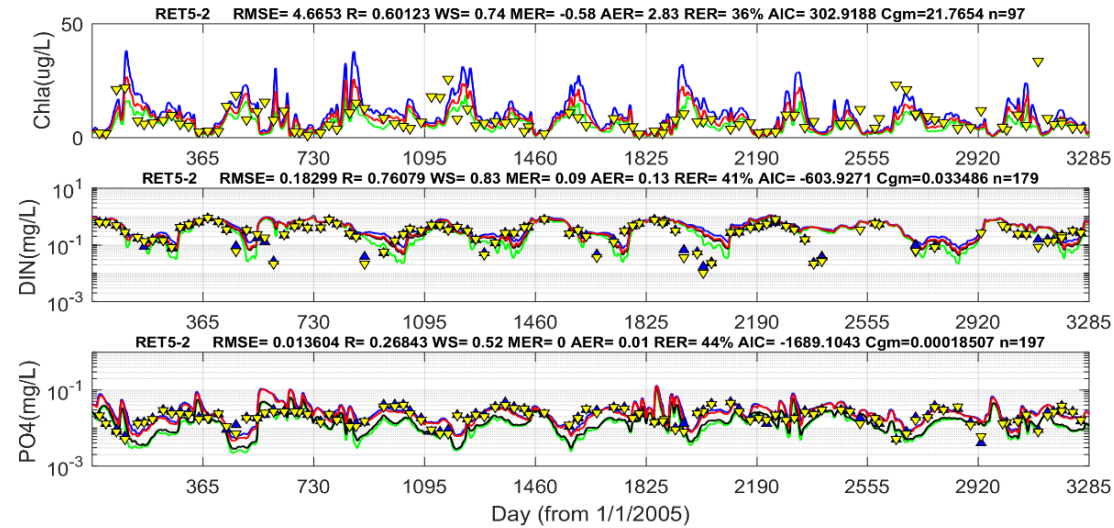 RET5-2 RMSE= 4.6653 R= 0.60123 WS= 0.74 MER= -0.58 AER= 2.83 RER= 36% AIC= 302.9188 Cgm=21.7654 n=97
50
0
Chla(ug/L)
365 730 1095 1460 1825 2190 2555 2920 3285
RET5-2 RMSE= 0.18299 R= 0.76079 WS= 0.83 MER= 0.09 AER= 0.13 RER= 41% AIC= -603.9271 Cgm=0.033486 n=179
10^1
10^-1
10^-3
DIN(mg/L)
365 730 1095 1460 1825 2190 2555 2920 3285
RET5-2 RMSE= 0.013604 R= 0.26843 WS= 0.52 MER= 0 AER= 0.01 RER= 44% AIC= -1689.1043 Cgm=0.00018507 n=197
10^-1
10^-3
PO4(mg/L)
365 730 1095 1460 1825 2190 2555 2920 3285
Day (from 1/1/2005)